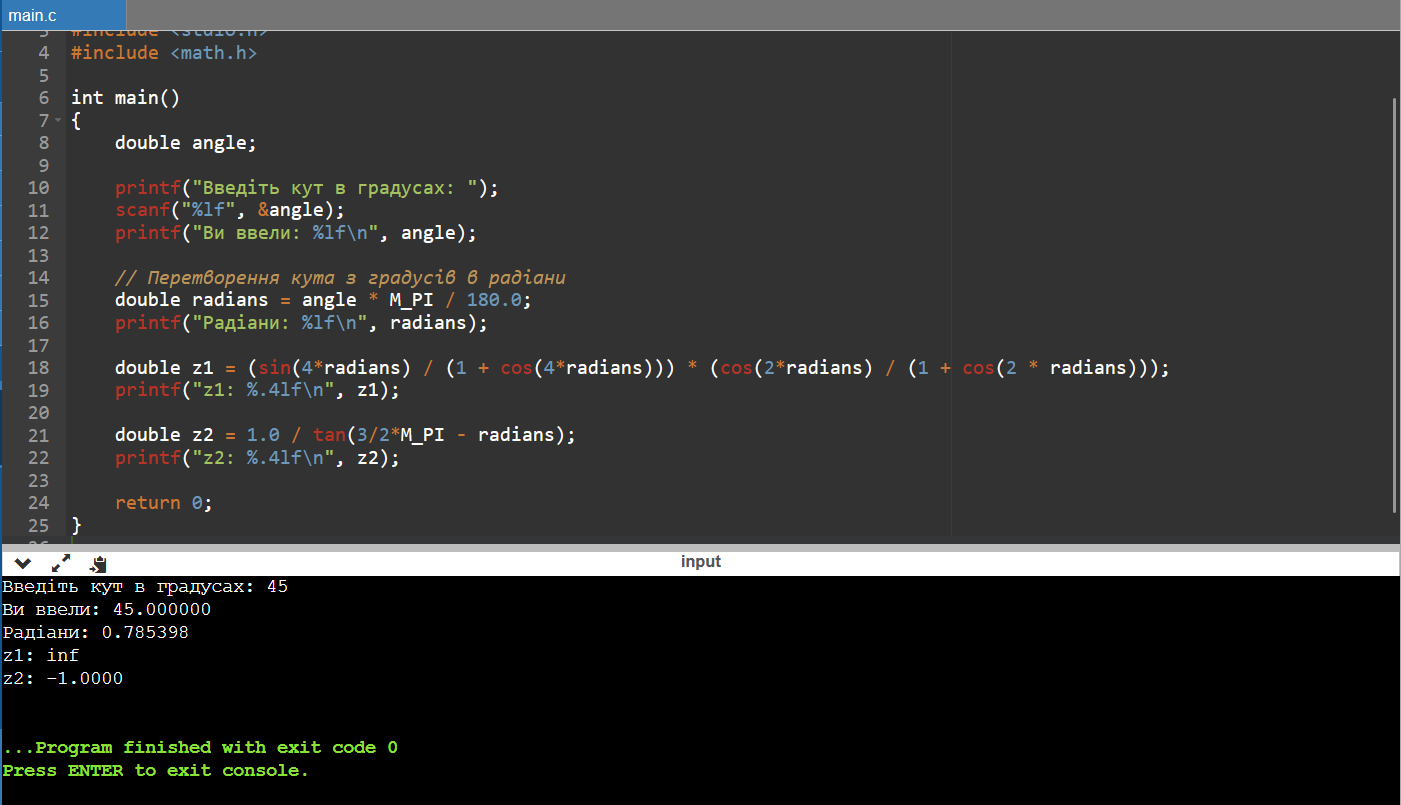 main.c
3 #include <stdio.h>
4 #include <math.h>
5
6 int main()
7 {
8 double angle;
9
10 printf("Введіть кут в градусах: ");
11 scanf("%lf", &angle);
12 printf("Ви ввели: %lf\n", angle);
13
14 // Перетворення кута з градусів в радіани
15 double radians = angle * M_PI / 180.0;
16 printf("Радіани: %lf\n", radians);
17
18 double z1 = (sin(4*radians) / (1 + cos(4*radians))) * (cos(2*radians) / (1 + cos(2 * radians)));
19 printf("z1: %.4lf\n", z1);
20
21 double z2 = 1.0 / tan(3/2*M_PI - radians);
22 printf("z2: %.4lf\n", z2);
23
24 return 0;
25 }
26
input
Введіть кут в градусах: 45
Ви ввели: 45.000000
Радіани: 0.785398
z1: inf
z2: -1.0000
...Program finished with exit code 0
Press ENTER to exit console.